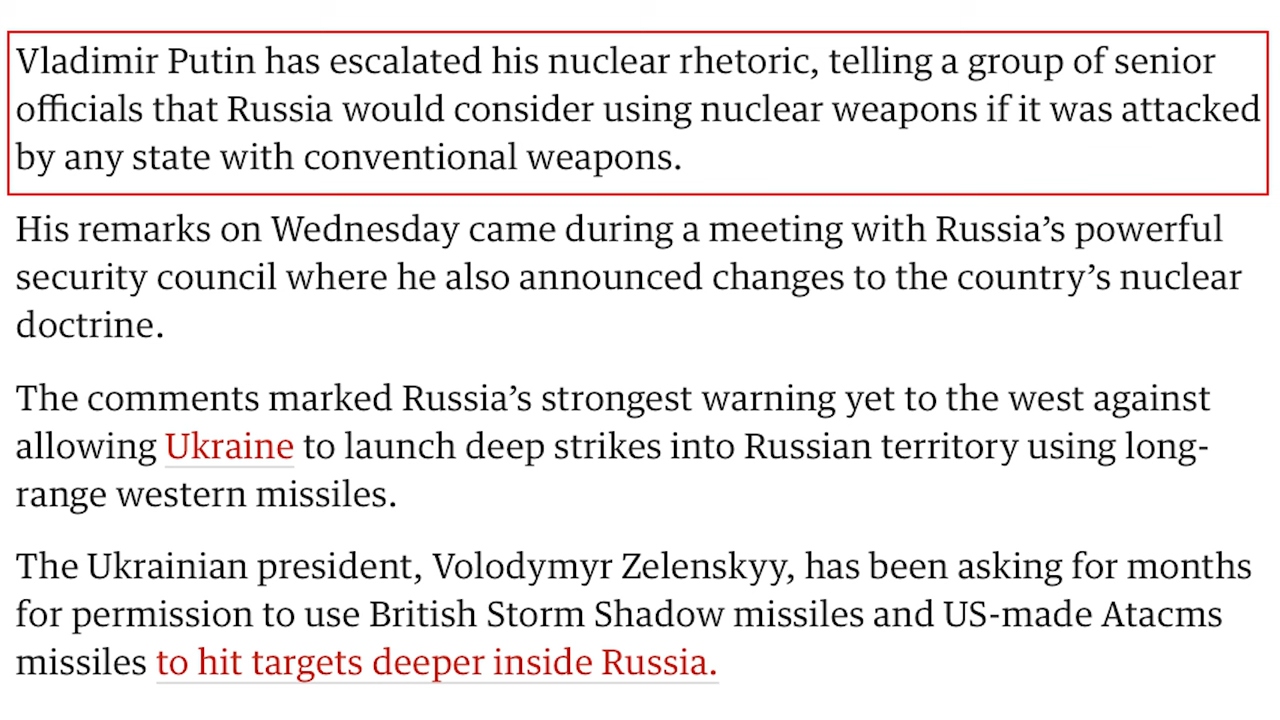 Vladimir Putin has escalated his nuclear rhetoric, telling a group of senior
officials that Russia would consider using nuclear weapons if it was attacked
by any state with conventional weapons.
His remarks on Wednesday came during a meeting with Russia’s powerful
security council where he also announced changes to the country’s nuclear
doctrine.
The comments marked Russia’s strongest warning yet to the west against
allowing Ukraine to launch deep strikes into Russian territory using long-
range western missiles.
The Ukrainian president, Volodymyr Zelenskyy, has been asking for months
for permission to use British Storm Shadow missiles and US-made Atacms
missiles to hit targets deeper inside Russia.